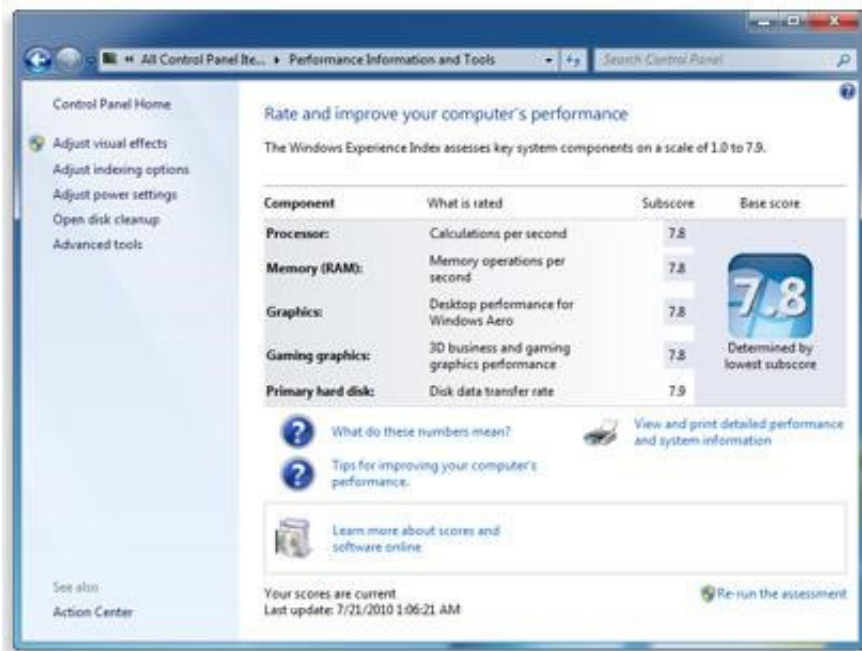 « All Control Panel Ite... ▸ Performance Information and Tools
Search Control Panel
Control Panel Home
Adjust visual effects
Adjust indexing options
Adjust power settings
Open disk cleanup
Advanced tools
See also
Action Center
Rate and improve your computer's performance
The Windows Experience Index assesses key system components on a scale of 1.0 to 7.9.
Component What is rated Subscore Base score
Processor: Calculations per second 7.8
Memory (RAM): Memory operations per
second 7.8
Graphics: Desktop performance for
Windows Aero 7.8
Gaming graphics: 3D business and gaming
graphics performance 7.8
Primary hard disk: Disk data transfer rate 7.9
7.8
Determined by
lowest subscore
What do these numbers mean?
Tips for improving your computer's
performance.
View and print detailed performance
and system information
Learn more about scores and
software online
Your scores are current
Last update: 7/21/2010 1:06:21 AM
Re-run the assessment